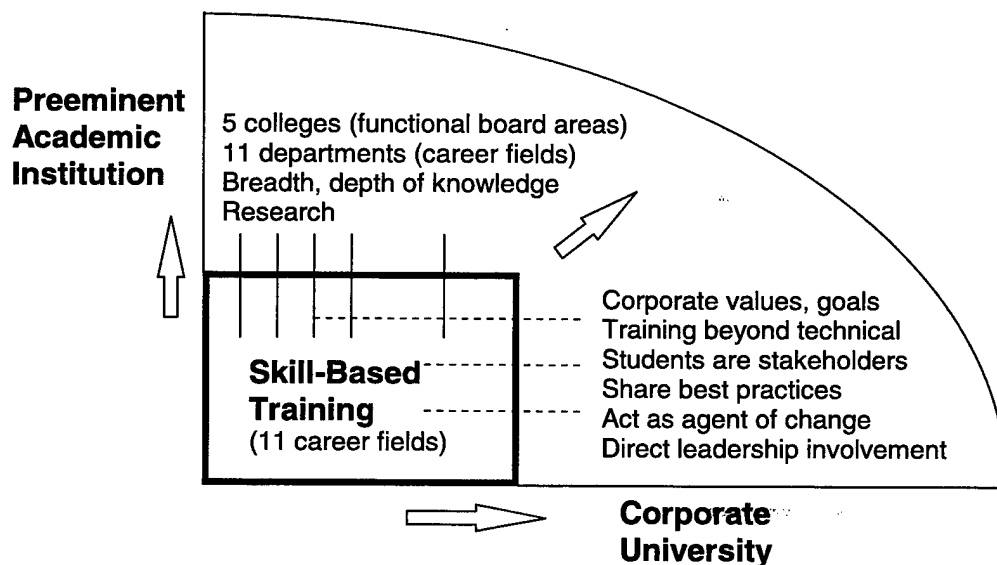 Preeminent
Academic
Institution
5 colleges (functional board areas)
11 departments (career fields)
Breadth, depth of knowledge
Research
Skill-Based
Training
(11 career fields)
Corporate values, goals
Training beyond technical
Students are stakeholders
Share best practices
Act as agent of change
Direct leadership involvement
Corporate
University